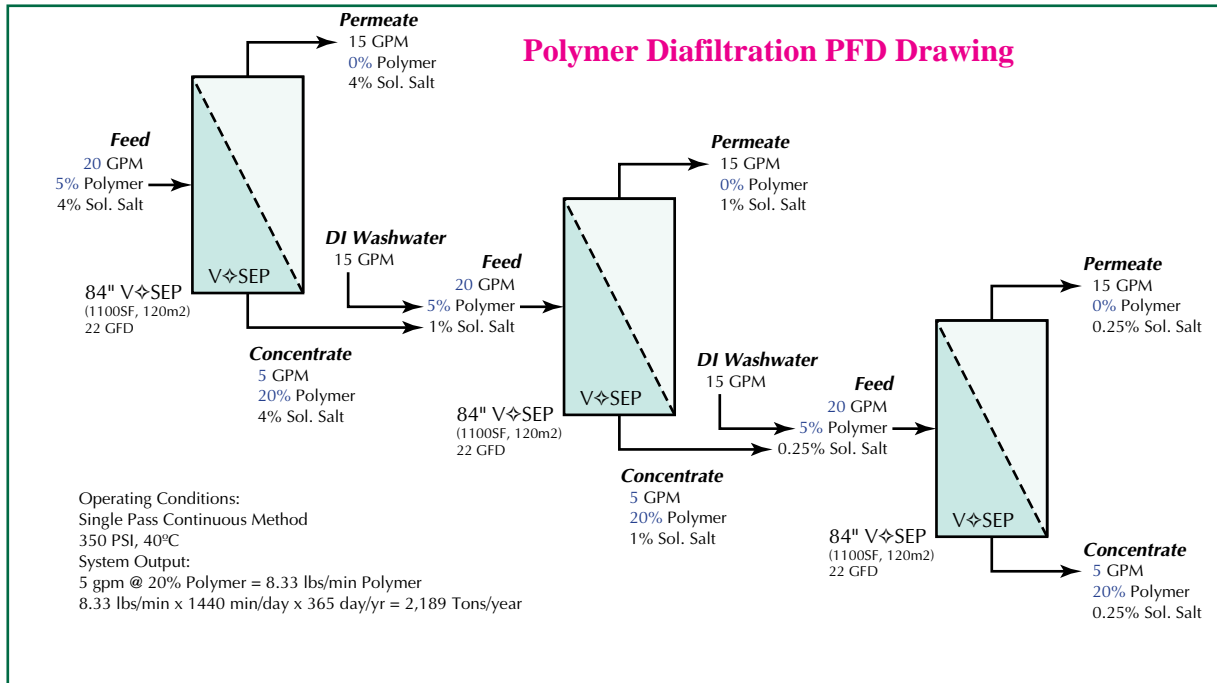 Polymer Diafiltration PFD Drawing
Permeate
15 GPM
0% Polymer
4% Sol. Salt
Feed
20 GPM
5% Polymer
4% Sol. Salt
V✧SEP
84" V✧SEP
(1100SF, 120m2)
22 GFD
Concentrate
5 GPM
20% Polymer
4% Sol. Salt
DI Washwater
15 GPM
Feed
20 GPM
5% Polymer
1% Sol. Salt
Permeate
15 GPM
0% Polymer
1% Sol. Salt
V✧SEP
84" V✧SEP
(1100SF, 120m2)
22 GFD
Concentrate
5 GPM
20% Polymer
1% Sol. Salt
DI Washwater
15 GPM
Feed
20 GPM
5% Polymer
0.25% Sol. Salt
Permeate
15 GPM
0% Polymer
0.25% Sol. Salt
V✧SEP
84" V✧SEP
(1100SF, 120m2)
22 GFD
Concentrate
5 GPM
20% Polymer
0.25% Sol. Salt
Operating Conditions:
Single Pass Continuous Method
350 PSI, 40ºC
System Output:
5 gpm @ 20% Polymer = 8.33 lbs/min Polymer
8.33 lbs/min x 1440 min/day x 365 day/yr = 2,189 Tons/year